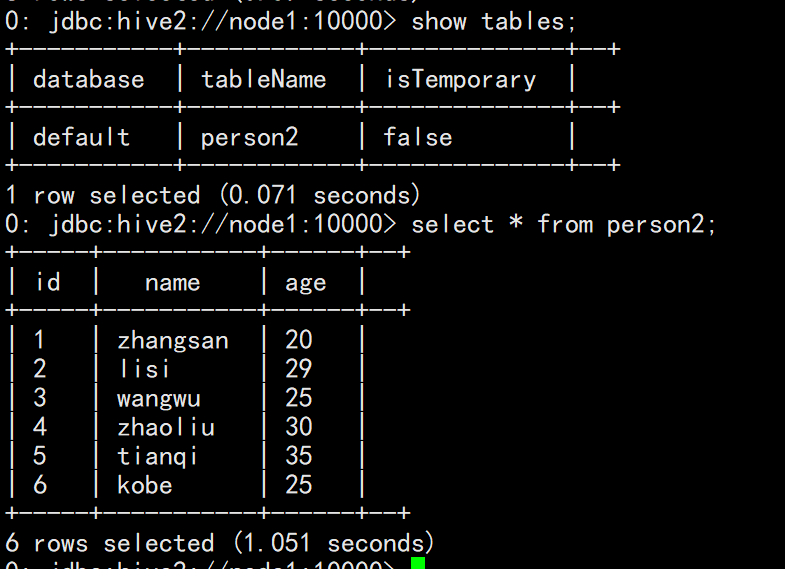 0: jdbc:hive2://node1:10000> show tables;
+-----------+------------+--------------+--+
| database  | tableName  | isTemporary  |
+-----------+------------+--------------+--+
| default   | person2    | false        |
+-----------+------------+--------------+--+
1 row selected (0.071 seconds)
0: jdbc:hive2://node1:10000> select * from person2;
+-----+-----------+------+--+
| id  |   name    | age  |
+-----+-----------+------+--+
| 1   | zhangsan  | 20   |
| 2   | lisi      | 29   |
| 3   | wangwu    | 25   |
| 4   | zhaoliu   | 30   |
| 5   | tianqi    | 35   |
| 6   | kobe      | 25   |
+-----+-----------+------+--+
6 rows selected (1.051 seconds)
0: jdbc:hive2://node1:10000>